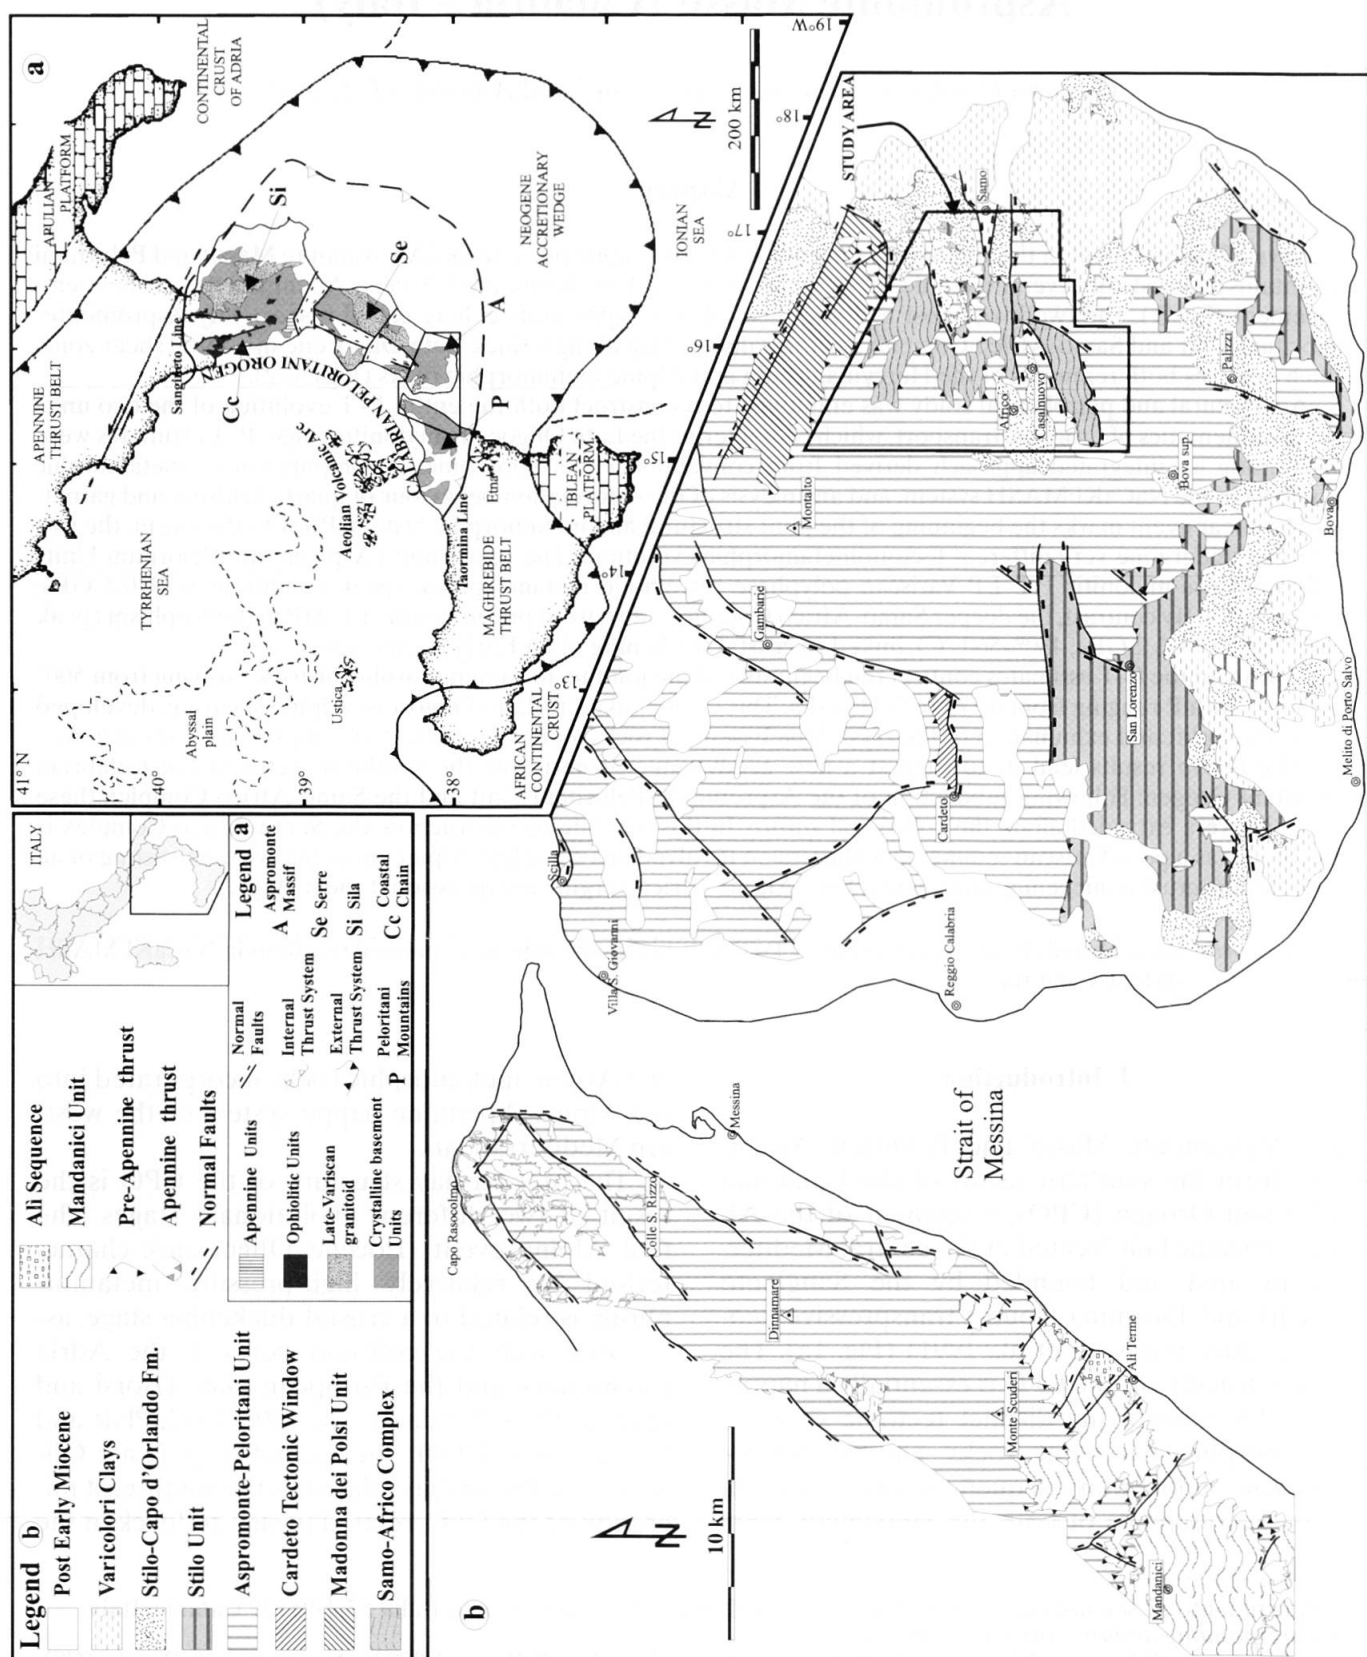 Legend b
Post Early Miocene
Varicolori Clays
Stilo-Capo d'Orlando Fm.
Stilo Unit
Aspromonte-Peloritani Unit
Cardeto Tectonic Window
Madonna dei Polsi Unit
Samo-Africo Complex
Alì Sequence
Mandanici Unit
Pre-Apennine thrust
Apenine thrust
Normal Faults
ITALY
Legend a
Apennine Units
Ophiolitic Units
Late-Variscan
granitoid
Crystalline basement
Units
Normal
Faults
Internal
Thrust System
External
Thrust System
P Peloritani
Mountains
A Aspromonte
Massif
Se Serre
Si Sila
Cc Coastal
Chain
a
41° N
40°
39°
38°
13°
14°
15°
16°
17°
18°
19°W
APENNINE
THRUST BELT
APULIAN
PLATFORM
CONTINENTAL
CRUST
OF ADRIA
TYRRHENIAN
SEA
Abyssal
plain
Sangineto Line
Cc
Si
Se
CALABRIAN PELORITANI OROGEN
Aeolian Volcanic Arc
Ustica
A
P
NEOGENE
ACCRETIONARY
WEDGE
Taormina Line
Etna
MAGHREBIDE
THRUST BELT
IBLEAN
PLATFORM
IONIAN
SEA
AFRICAN
CONTINENTAL
CRUST
N
200 km
b
N
10 km
STUDY AREA
Scilla
Villa S. Giovanni
Gambarie
Montalto
Samo
Africo
Casalnuovo
Cardeto
Reggio Calabria
San Lorenzo
Bova sup.
Palizzi
Bova
Melito di Porto Salvo
Capo Rasocolmo
Messina
Colle S. Rizzo
Strait of
Messina
Dinnamare
Monte Scuderi
Alì Terme
Mandanici